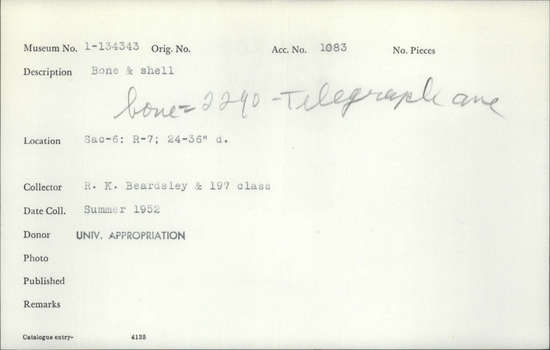 Museum No. 1-134343 Orig. No. Acc. No. 1083 No. Pieces
Description Bone & shell
bone = 2290 - Telegraph ave
Location Sac-6: R-7; 24-36" d.
Collector R. K. Beardsley & 197 class
Date Coll. Summer 1952
Donor UNIV. APPROPRIATION
Photo
Published
Remarks
Catalogue entry- 4135